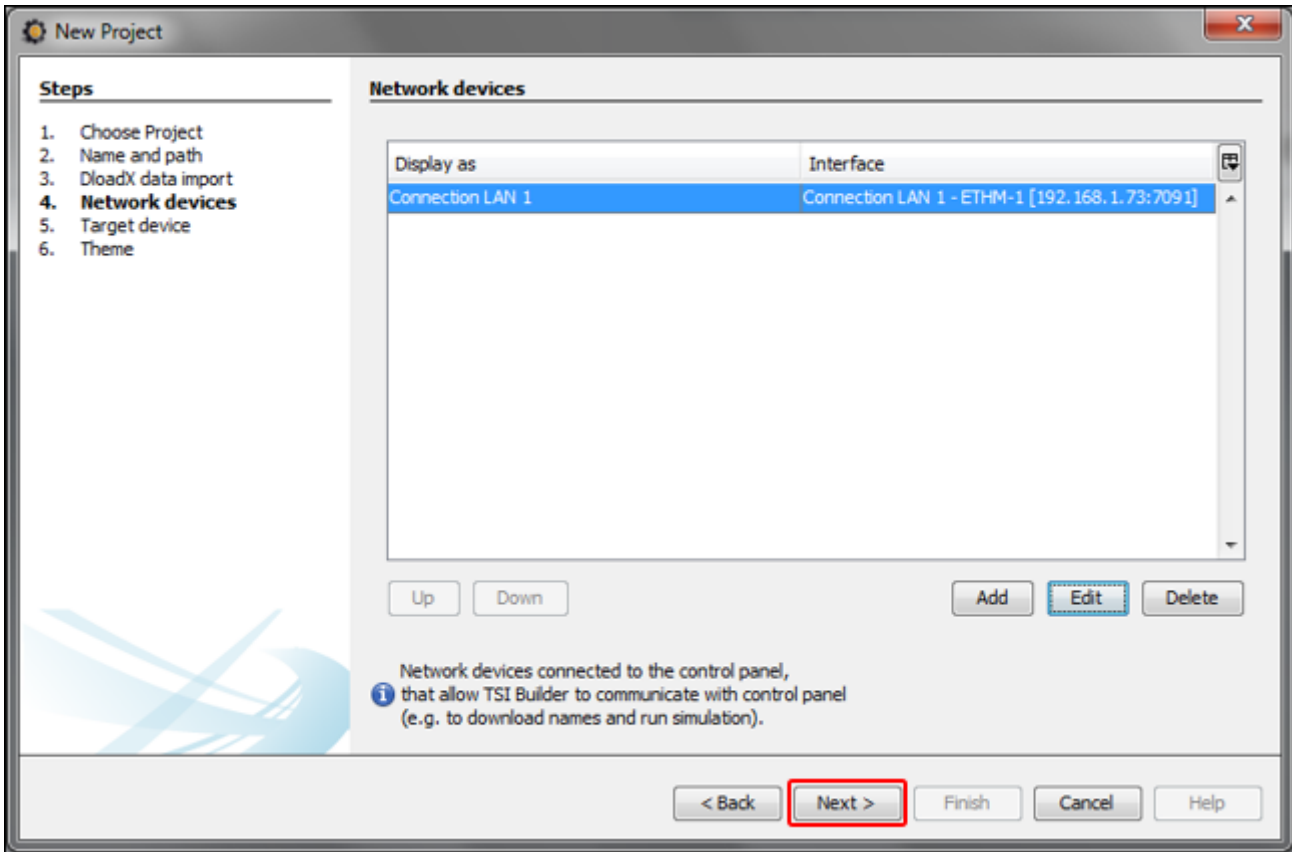 New Project
Steps
1. Choose Project
2. Name and path
3. DloadX data import
4. Network devices
5. Target device
6. Theme
Network devices
Display as Interface
Connection LAN 1 Connection LAN 1 - ETHM-1 [192.168.1.73:7091]
Up Down Add Edit Delete
Network devices connected to the control panel,
that allow TSI Builder to communicate with control panel
(e.g. to download names and run simulation).
< Back Next > Finish Cancel Help